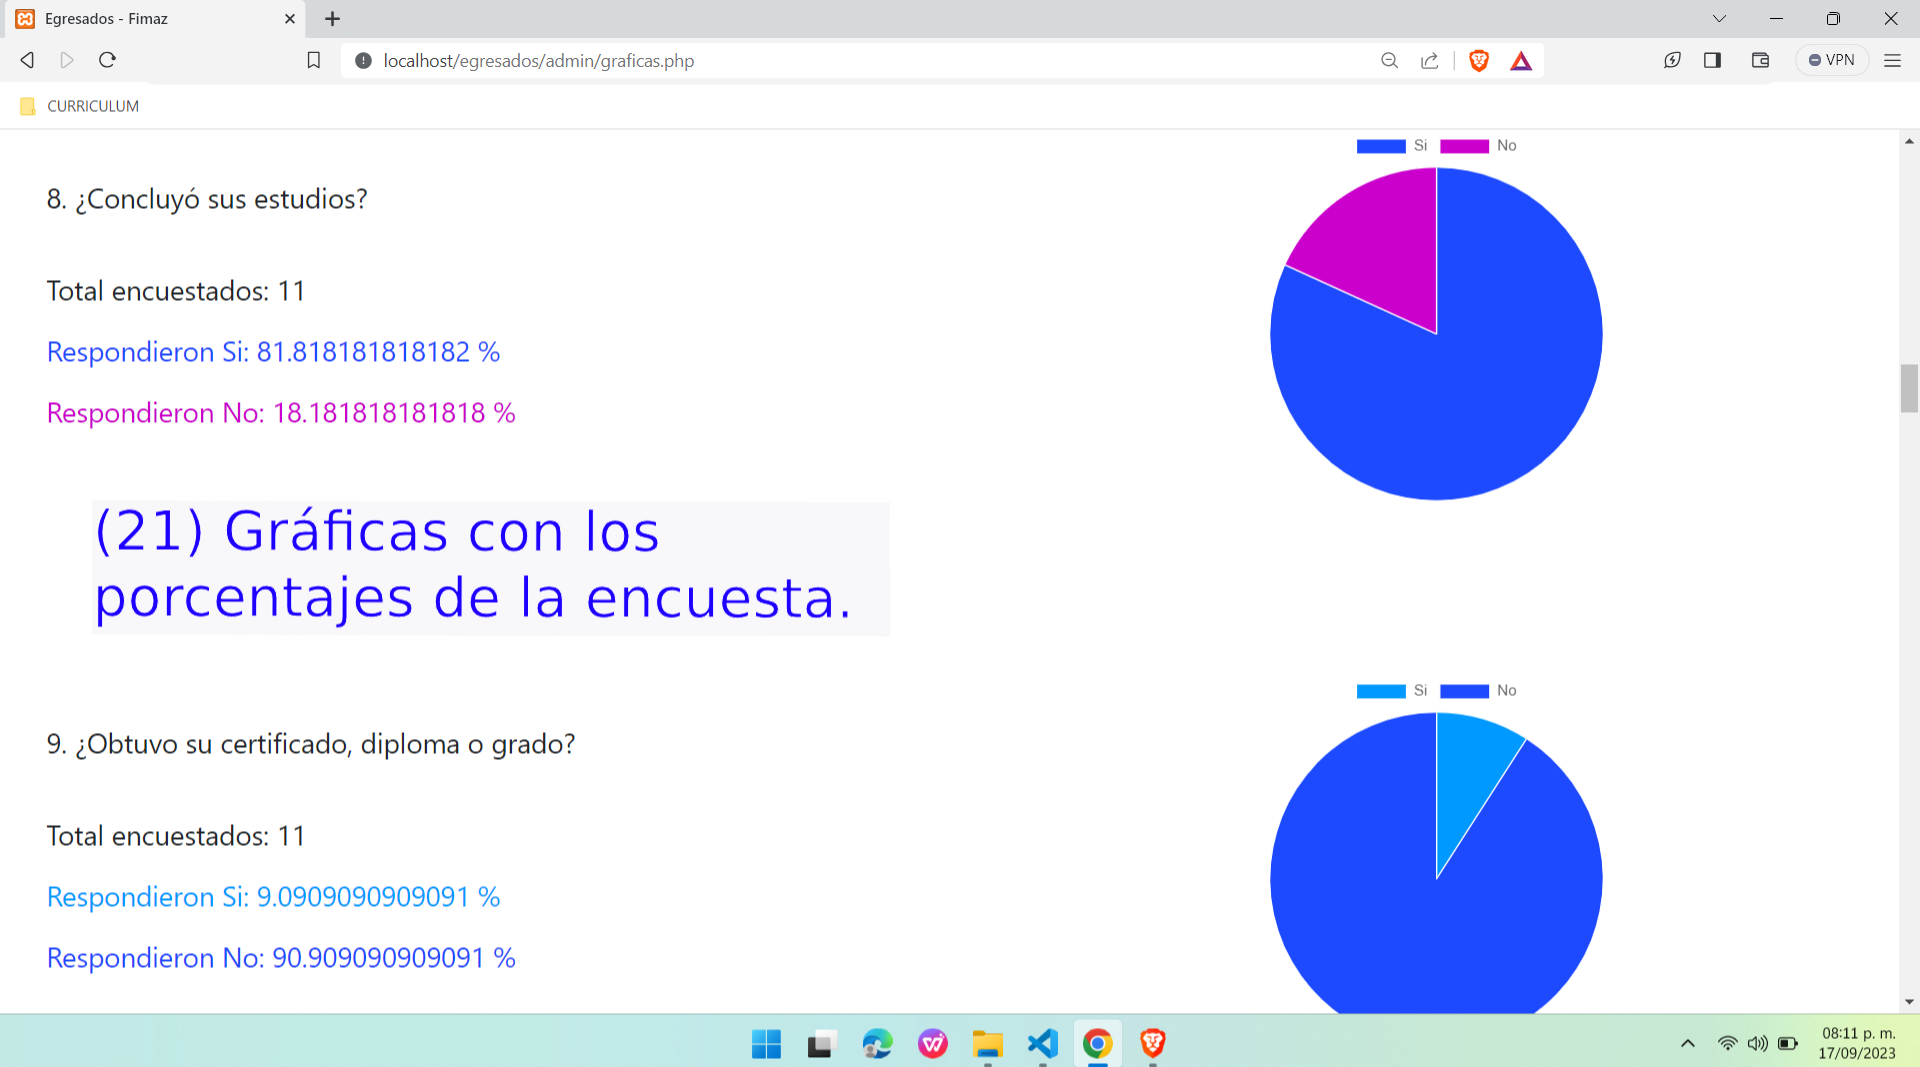 Egresados - Fimaz
localhost/egresados/admin/graficas.php
VPN
CURRICULUM
Si No
8. ¿Concluyó sus estudios?
Total encuestados: 11
Respondieron Si: 81.818181818182 %
Respondieron No: 18.181818181818 %
(21) Gráficas con los
porcentajes de la encuesta.
Si No
9. ¿Obtuvo su certificado, diploma o grado?
Total encuestados: 11
Respondieron Si: 9.0909090909091 %
Respondieron No: 90.909090909091 %
08:11 p. m.
17/09/2023